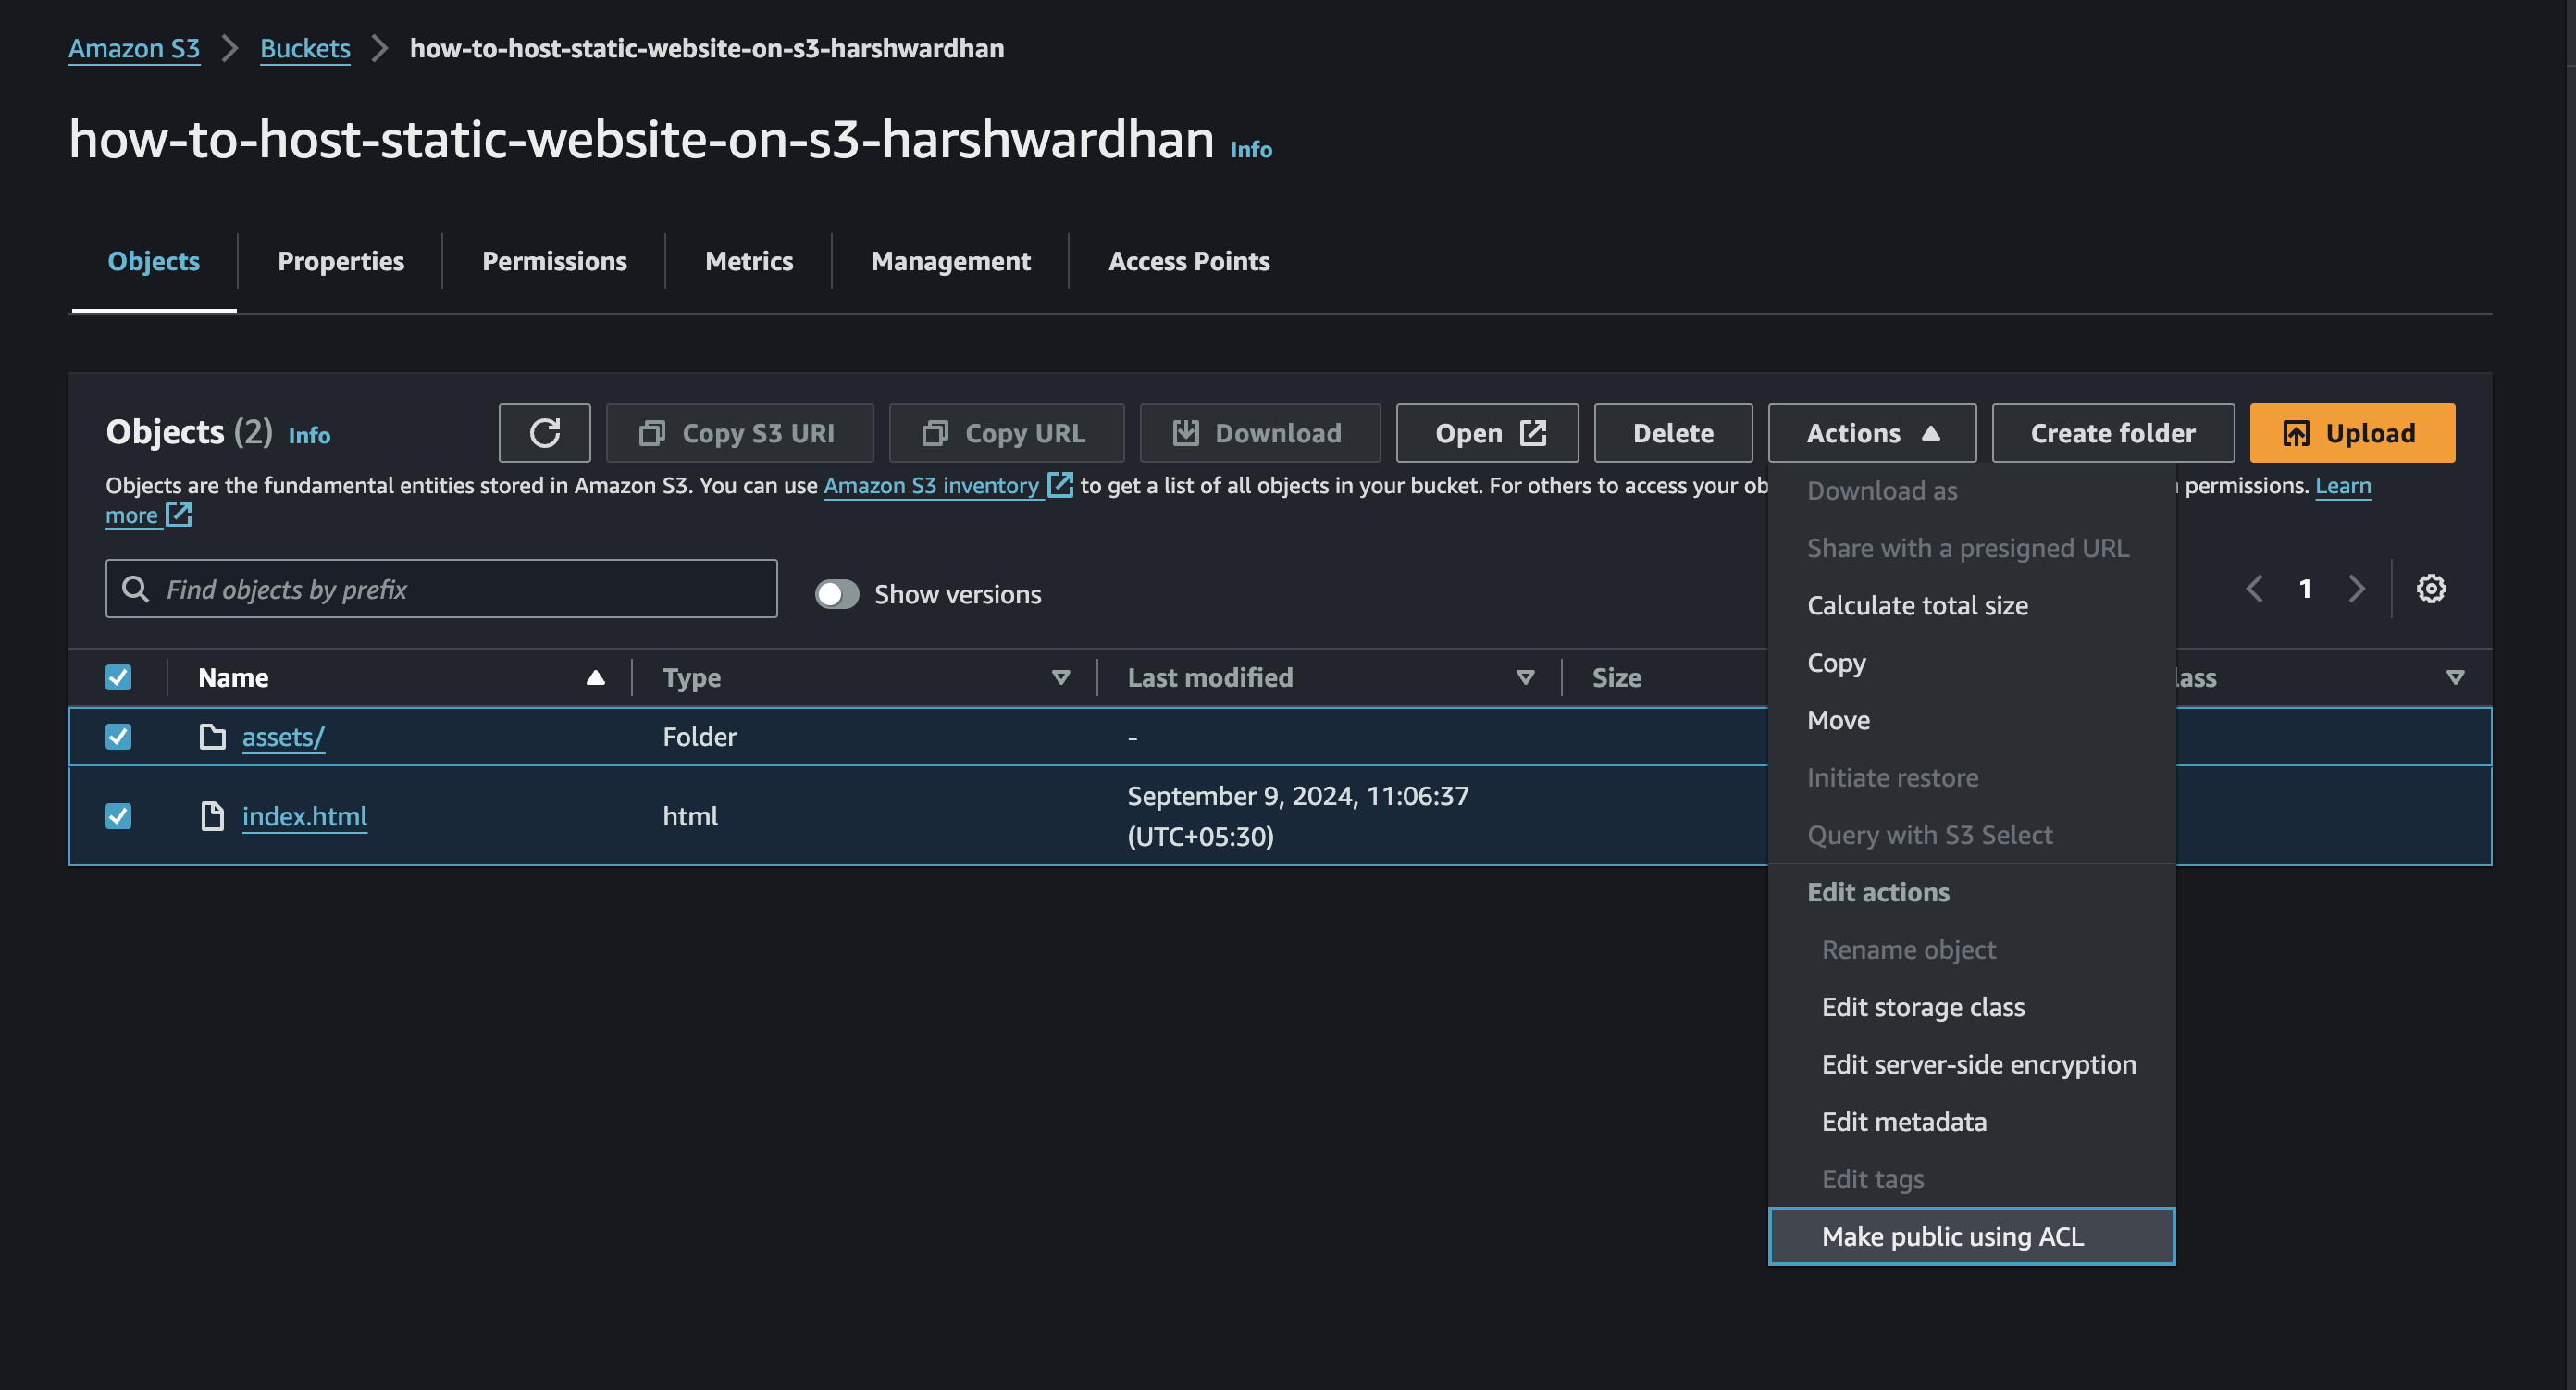 Amazon S3 > Buckets > how-to-host-static-website-on-s3-harshwardhan
how-to-host-static-website-on-s3-harshwardhan Info
Objects Properties Permissions Metrics Management Access Points
Objects (2) Info Copy S3 URI Copy URL Download Open Delete Actions Create folder Upload
Objects are the fundamental entities stored in Amazon S3. You can use Amazon S3 inventory to get a list of all objects in your bucket. For others to access your permissions. Learn
more
Find objects by prefix Show versions 1
Name Type Last modified Size
assets/ Folder -
index.html html September 9, 2024, 11:06:37
(UTC+05:30)
Download as
Share with a presigned URL
Calculate total size
Copy
Move
Initiate restore
Query with S3 Select
Edit actions
Rename object
Edit storage class
Edit server-side encryption
Edit metadata
Edit tags
Make public using ACL